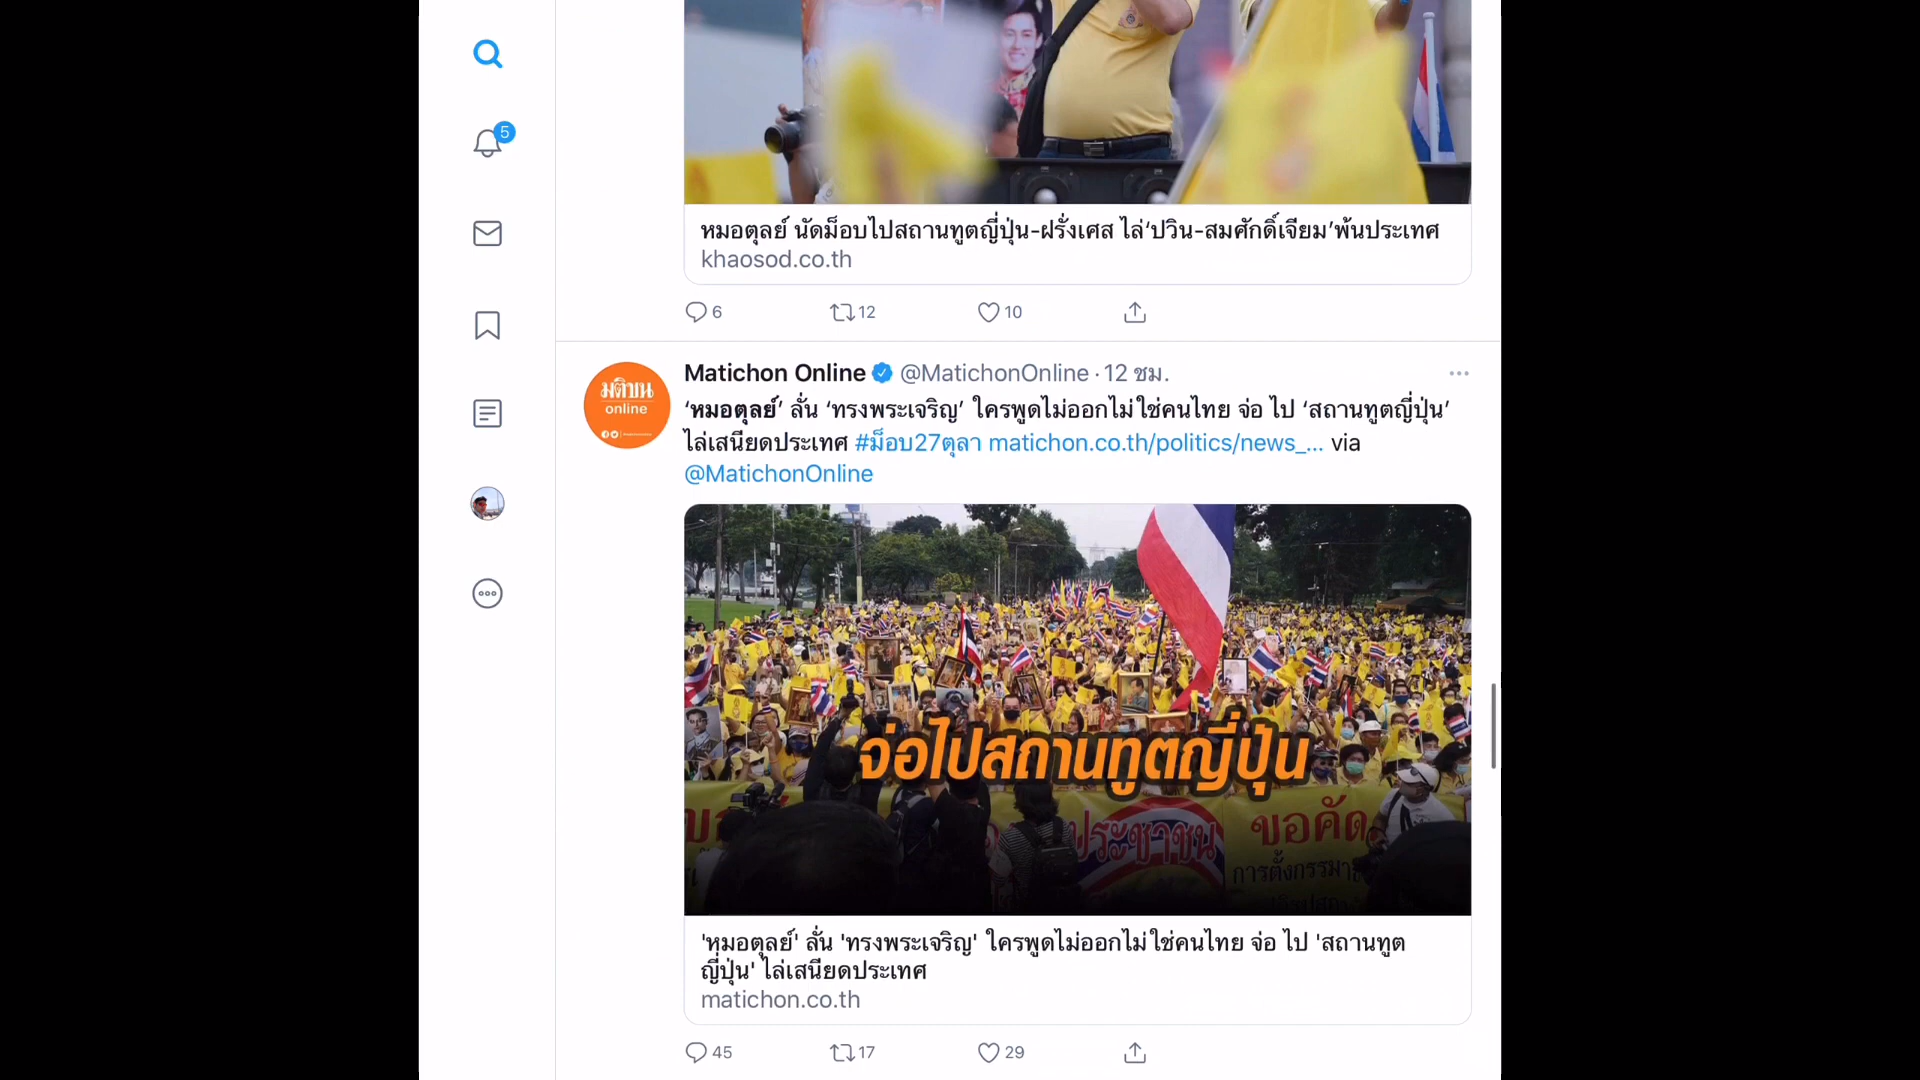 5
หมอตุลย์ นัดม็อบไปสถานทูตญี่ปุ่น-ฝรั่งเศส ไล่‘ปวิน-สมศักดิ์เจียม’พ้นประเทศ
khaosod.co.th
6 12 10
มติชน
online
Matichon Online @MatichonOnline · 12 ชม.
‘หมอตุลย์’ ลั่น ‘ทรงพระเจริญ’ ใครพูดไม่ออกไม่ใช่คนไทย จ่อ ไป ‘สถานทูตญี่ปุ่น’
ไล่เสนียดประเทศ #ม็อบ27ตุลา matichon.co.th/politics/news_... via
@MatichonOnline
จ่อไปสถานทูตญี่ปุ่น
ประชาชน
ขอคัด
'หมอตุลย์' ลั่น 'ทรงพระเจริญ' ใครพูดไม่ออกไม่ใช่คนไทย จ่อ ไป 'สถานทูต
ญี่ปุ่น' ไล่เสนียดประเทศ
matichon.co.th
45 17 29